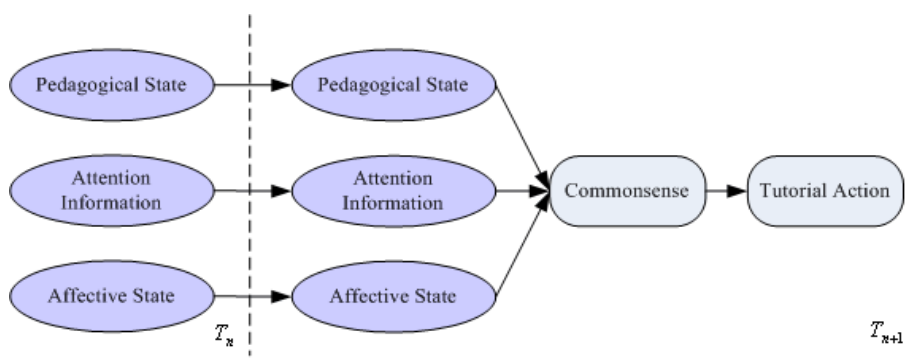 Pedagogical State
Pedagogical State
Attention
Information
Attention
Information
Commonsense
Tutorial Action
Affective State
Affective State
Tn
Tn+1